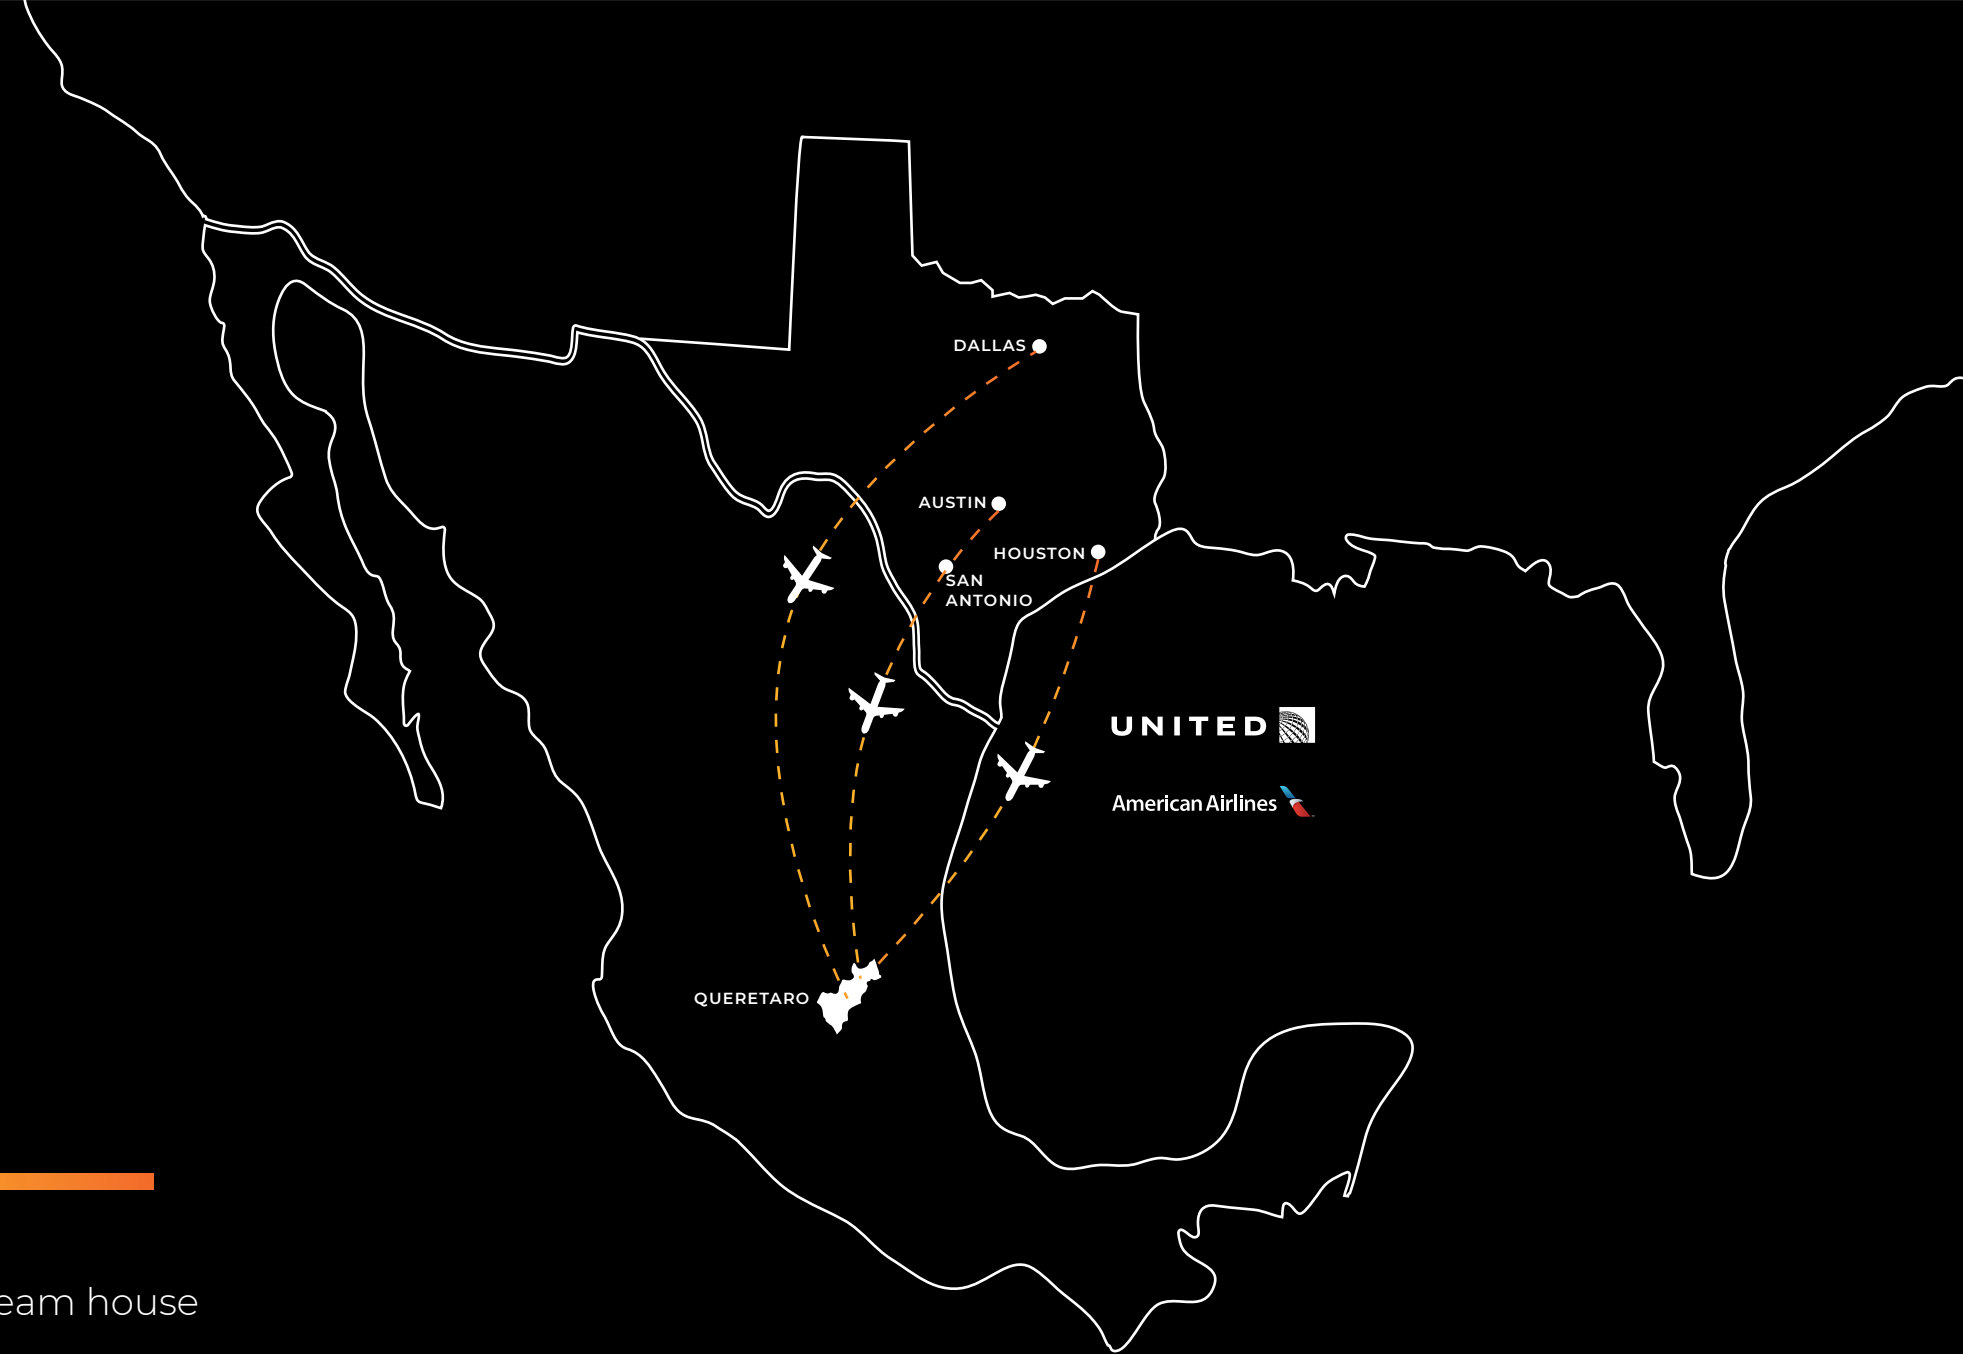 DALLAS
AUSTIN
HOUSTON
SAN
ANTONIO
UNITED
American Airlines
QUERETARO
eam house